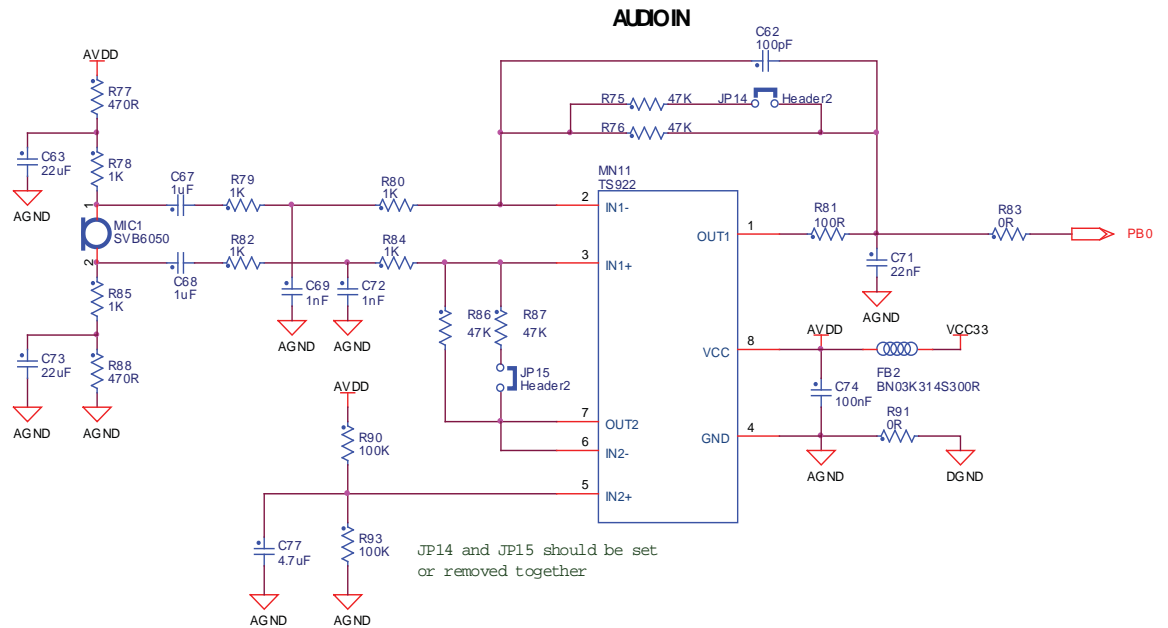 AUDIO IN
C62
100pF
AVDD
R77
470R
R75
47K
JP14
Header2
R76
47K
C63
22uF
R78
1K
C67
1uF
R79
1K
R80
1K
MN11
TS922
AGND
1
2
IN1-
MIC1
SVB6050
OUT1
1
R81
100R
R83
0R
PB0
2
R82
1K
R84
1K
3
IN1+
C68
1uF
C71
22nF
R85
1K
C69
1nF
C72
1nF
R86
47K
R87
47K
AGND
AGND
AGND
AVDD
VCC33
C73
22uF
R88
470R
VCC
8
JP15
Header2
FB2
BN03K314S300R
AVDD
C74
100nF
AGND
AGND
7
OUT2
R91
0R
R90
100K
6
IN2-
GND
4
AGND
DGND
5
IN2+
C77
4.7uF
R93
100K
JP14 and JP15 should be set
or removed together
AGND
AGND